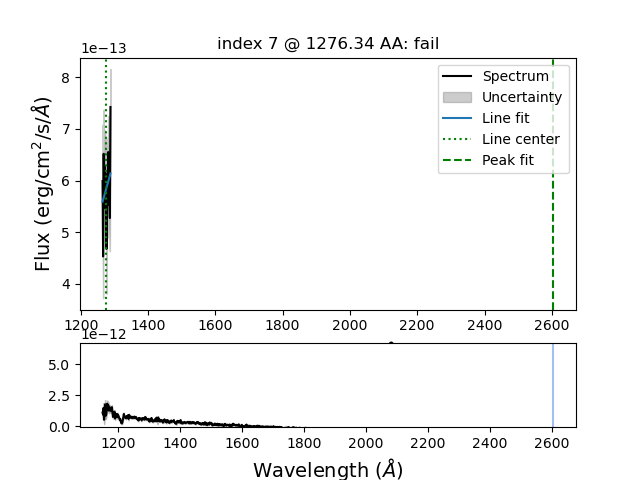 index 7 @ 1276.34 AA: fail
1e−13
Flux (erg/cm²/s/Å)
8
7
6
5
4
Spectrum
Uncertainty
Line fit
Line center
Peak fit
1200 1400 1600 1800 2000 2200 2400 2600
1e−12
5.0
2.5
0.0
1200 1400 1600 1800 2000 2200 2400 2600
Wavelength (Å)